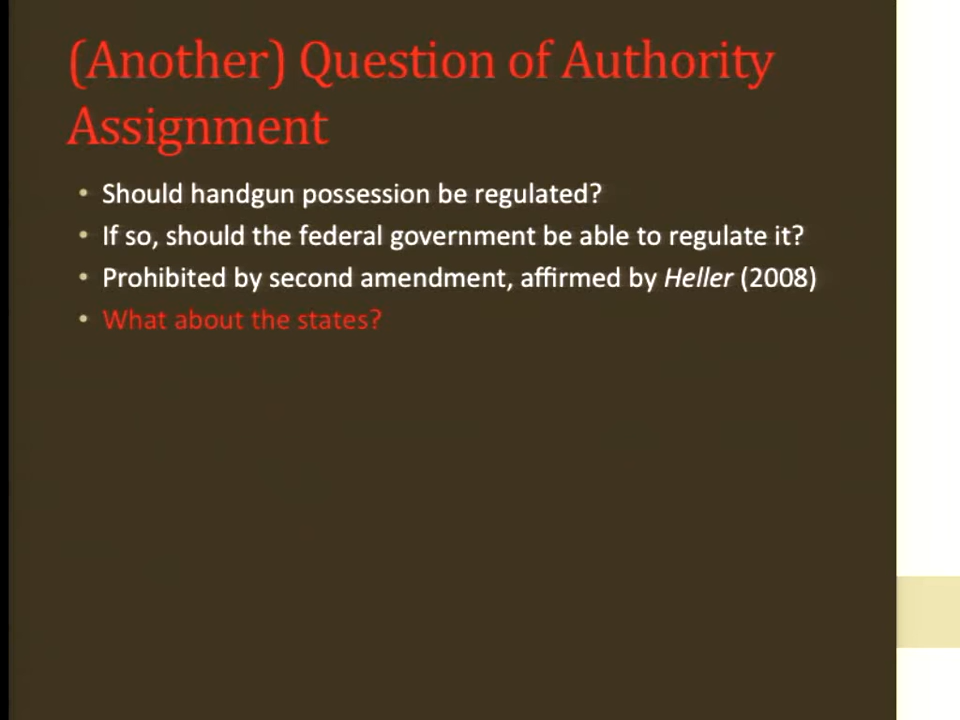 (Another) Question of Authority
Assignment
• Should handgun possession be regulated?
• If so, should the federal government be able to regulate it?
• Prohibited by second amendment, affirmed by Heller (2008)
• What about the states?